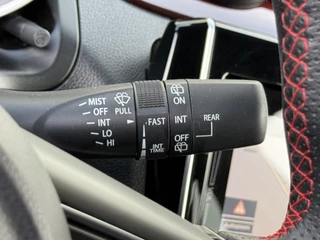 MIST
OFF PULL
INT
LO
HI
FAST
INT
TIME
ON
INT
OFF
REAR